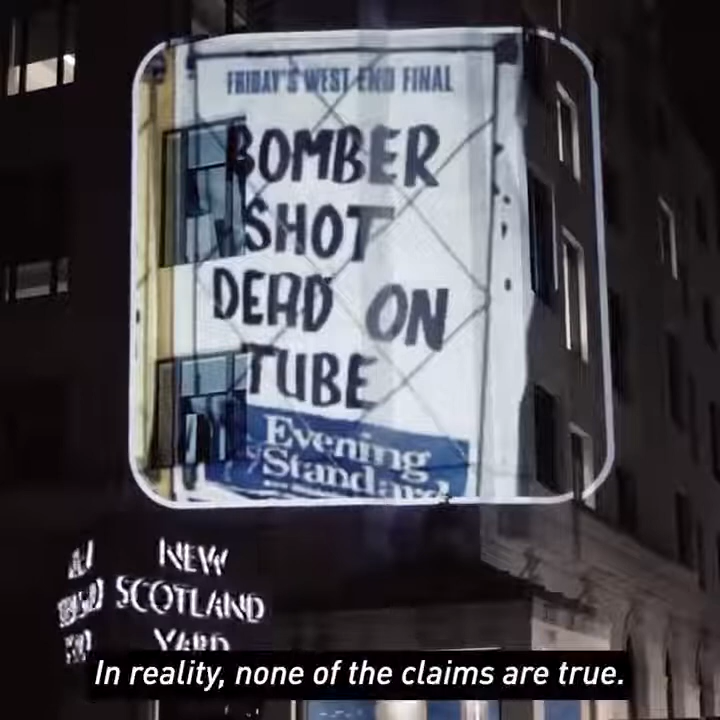 FRIDAY'S WEST END FINAL
BOMBER
SHOT
DEAD ON
TUBE
Evening
Standard
NEW
SCOTLAND
YARD
In reality, none of the claims are true.